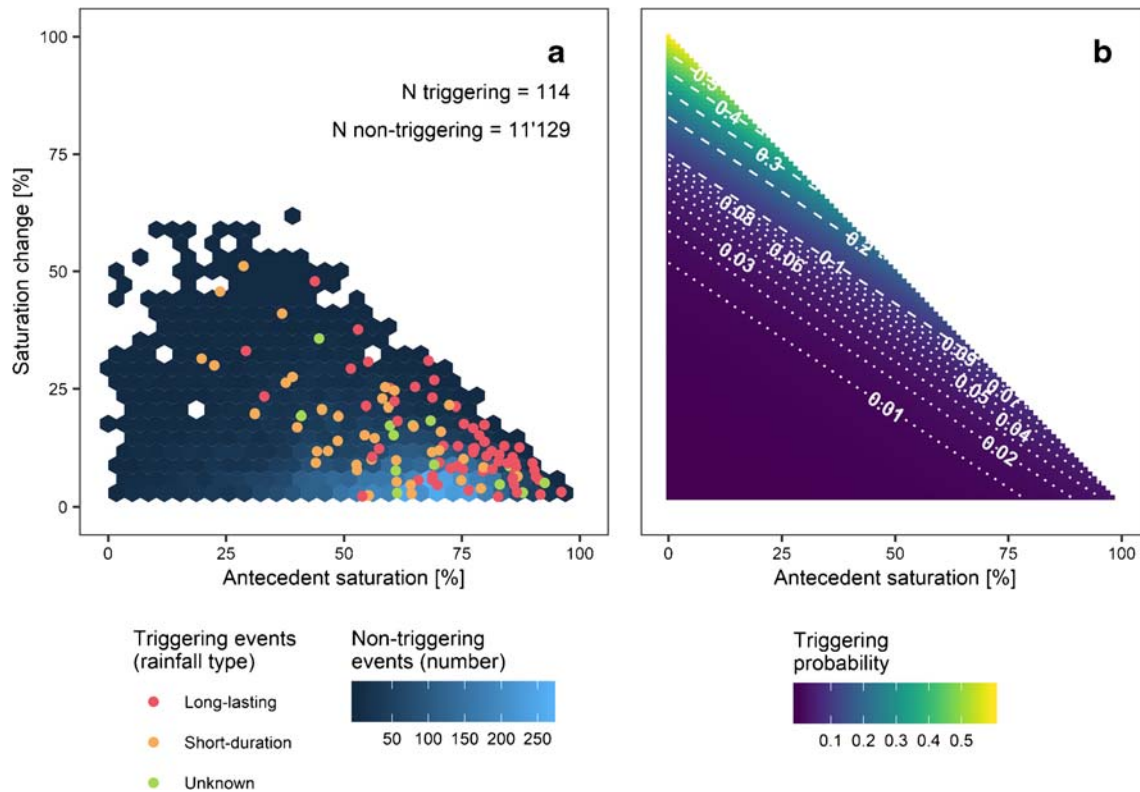 a
N triggering = 114
N non-triggering = 11'129
100
75
50
25
0
Saturation change [%]
0
25
50
75
100
Antecedent saturation [%]
b
0.5
0.4
0.3
0.2
0.1
0.08
0.06
0.03
0.01
0.09
0.07
0.05
0.04
0.02
0
25
50
75
100
Antecedent saturation [%]
Triggering events
(rainfall type)
Long-lasting
Short-duration
Unknown
Non-triggering
events (number)
50 100 150 200 250
Triggering
probability
0.1 0.2 0.3 0.4 0.5